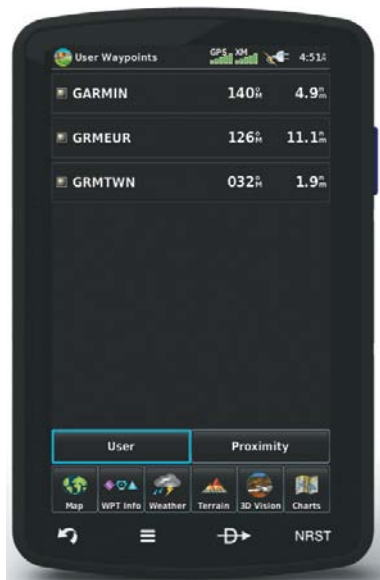 User Waypoints GPS XM 4:51
GARMIN 140°M 4.9nm
GRMEUR 126°M 11.1nm
GRMTWN 032°M 1.9nm
User Proximity
Map WPT Info Weather Terrain 3D Vision Charts
NRST